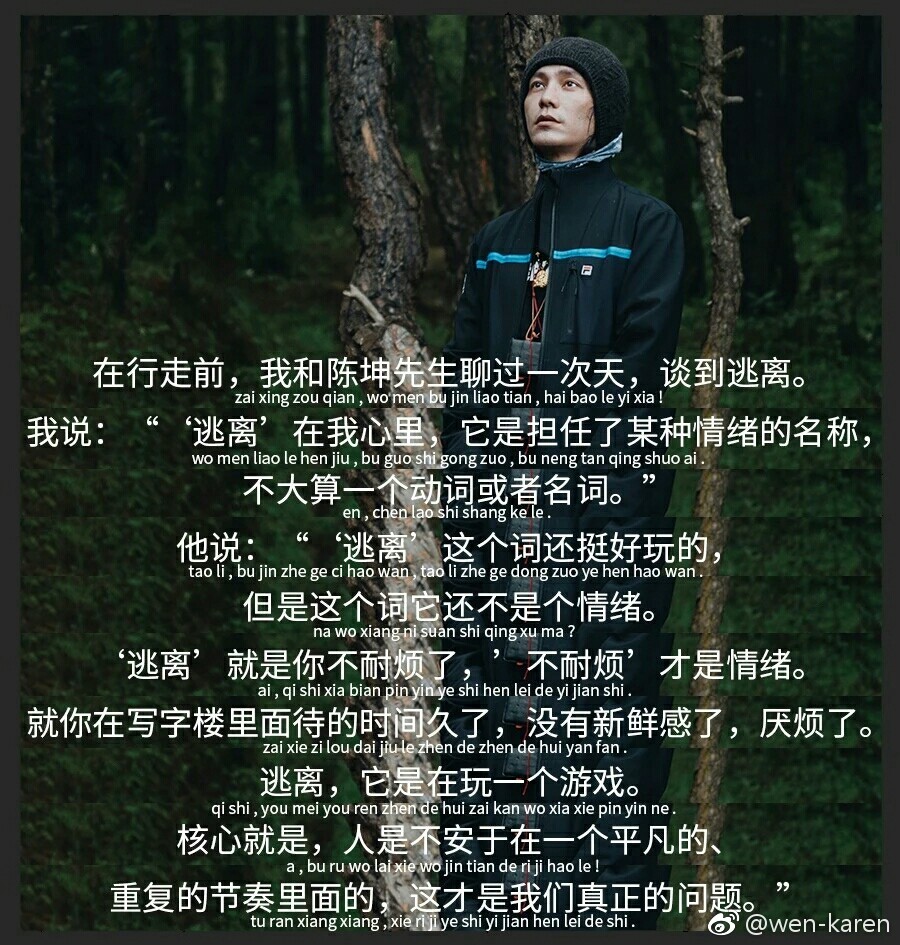 在行走前，我和陈坤先生聊过一次天，谈到逃离。
zai xing zou qian , wo men bu jin liao tian , hai bao le yi xia !
我说：“‘逃离’在我心里，它是担任了某种情绪的名称，
wo men liao le hen jiu , bu guo shi gong zuo , bu neng tan qing shuo ai .
不大算一个动词或者名词。”
en , chen lao shi shang ke le .
他说：“‘逃离’这个词还挺好玩的，
tao li , bu jin zhe ge ci hao wan , tao li zhe ge dong zuo ye hen hao wan .
但是这个词它还不是个情绪。
na wo xiang ni suan shi qing xu ma ?
‘逃离’就是你不耐烦了，’不耐烦’才是情绪。
ai , qi shi xia bian pin yin ye shi hen lei de yi jian shi .
就你在写字楼里面待的时间久了，没有新鲜感了，厌烦了。
zai xie zi lou dai jiu le zhen de zhen de hui yan fan .
逃离，它是在玩一个游戏。
qi shi , you mei you ren zhen de hui zai kan wo xia xie pin yin ne .
核心就是，人是不安于在一个平凡的、
a , bu ru wo lai xie wo jin tian de ri ji hao le !
重复的节奏里面的，这才是我们真正的问题。”
tu ran xiang xiang , xie ri ji ye shi yi jian hen lei de shi .
@wen-karen